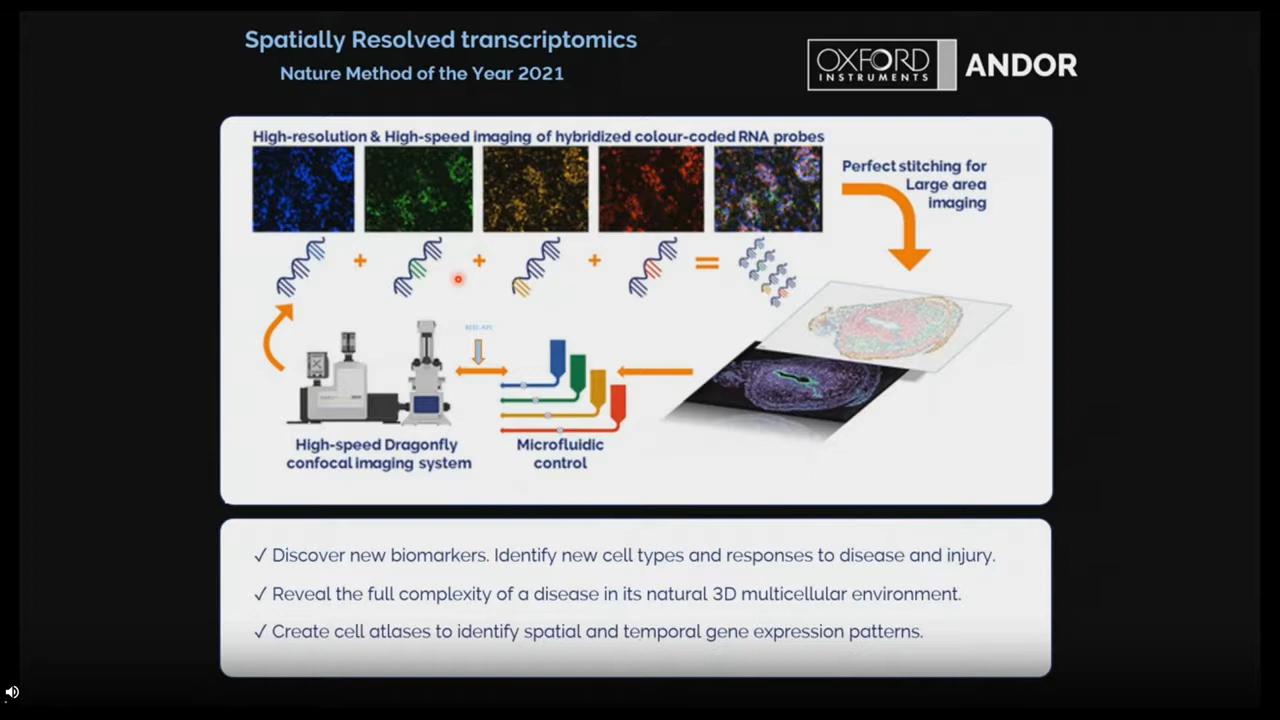 Spatially Resolved transcriptomics
Nature Method of the Year 2021
OXFORD
INSTRUMENTS
ANDOR
High-resolution & High-speed imaging of hybridized colour-coded RNA probes
Perfect stitching for
Large area
imaging
+ + + =
High-speed Dragonfly
confocal imaging system
Microfluidic
control
✓ Discover new biomarkers. Identify new cell types and responses to disease and injury.
✓ Reveal the full complexity of a disease in its natural 3D multicellular environment.
✓ Create cell atlases to identify spatial and temporal gene expression patterns.